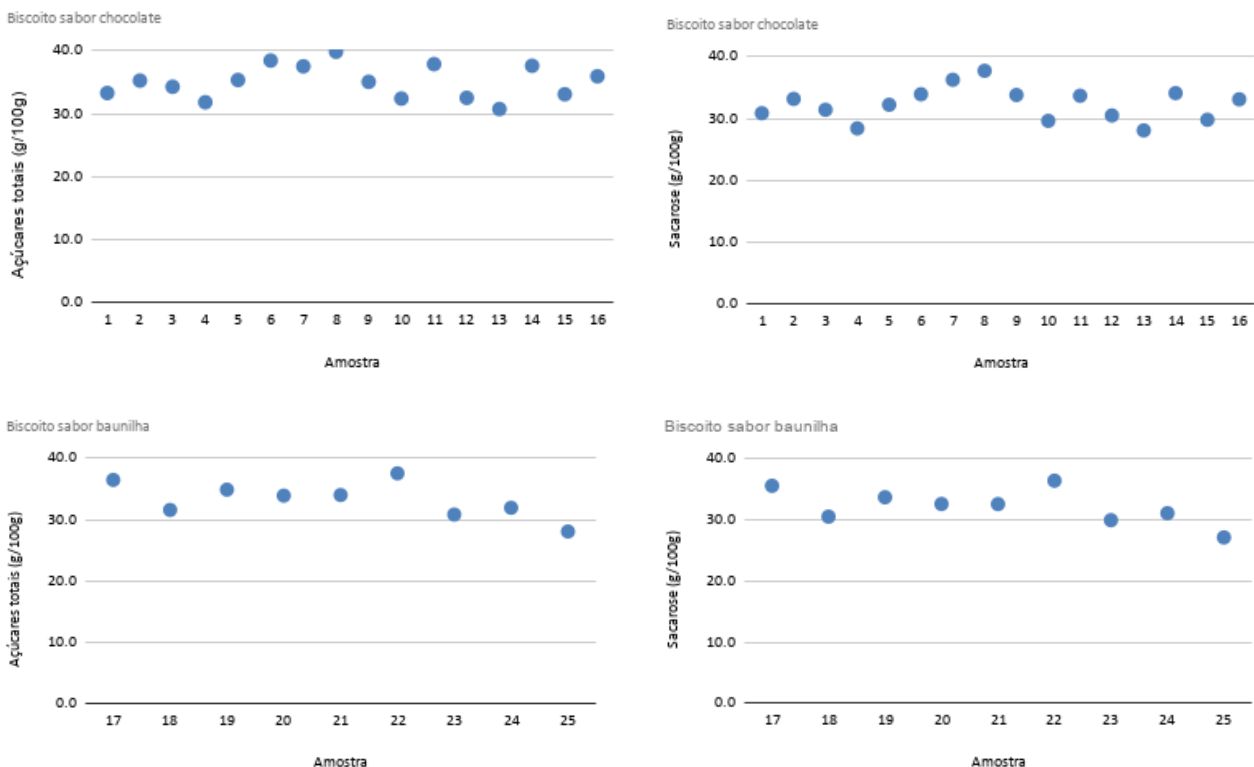 Biscoito sabor chocolate
Açúcares totais (g/100g)
40.0
30.0
20.0
10.0
0.0
1 2 3 4 5 6 7 8 9 10 11 12 13 14 15 16
Amostra
Biscoito sabor chocolate
Sacarose (g/100g)
40.0
30.0
20.0
10.0
0.0
1 2 3 4 5 6 7 8 9 10 11 12 13 14 15 16
Amostra
Biscoito sabor baunilha
Açúcares totais (g/100g)
40.0
30.0
20.0
10.0
0.0
17 18 19 20 21 22 23 24 25
Amostra
Biscoito sabor baunilha
Sacarose (g/100g)
40.0
30.0
20.0
10.0
0.0
17 18 19 20 21 22 23 24 25
Amostra